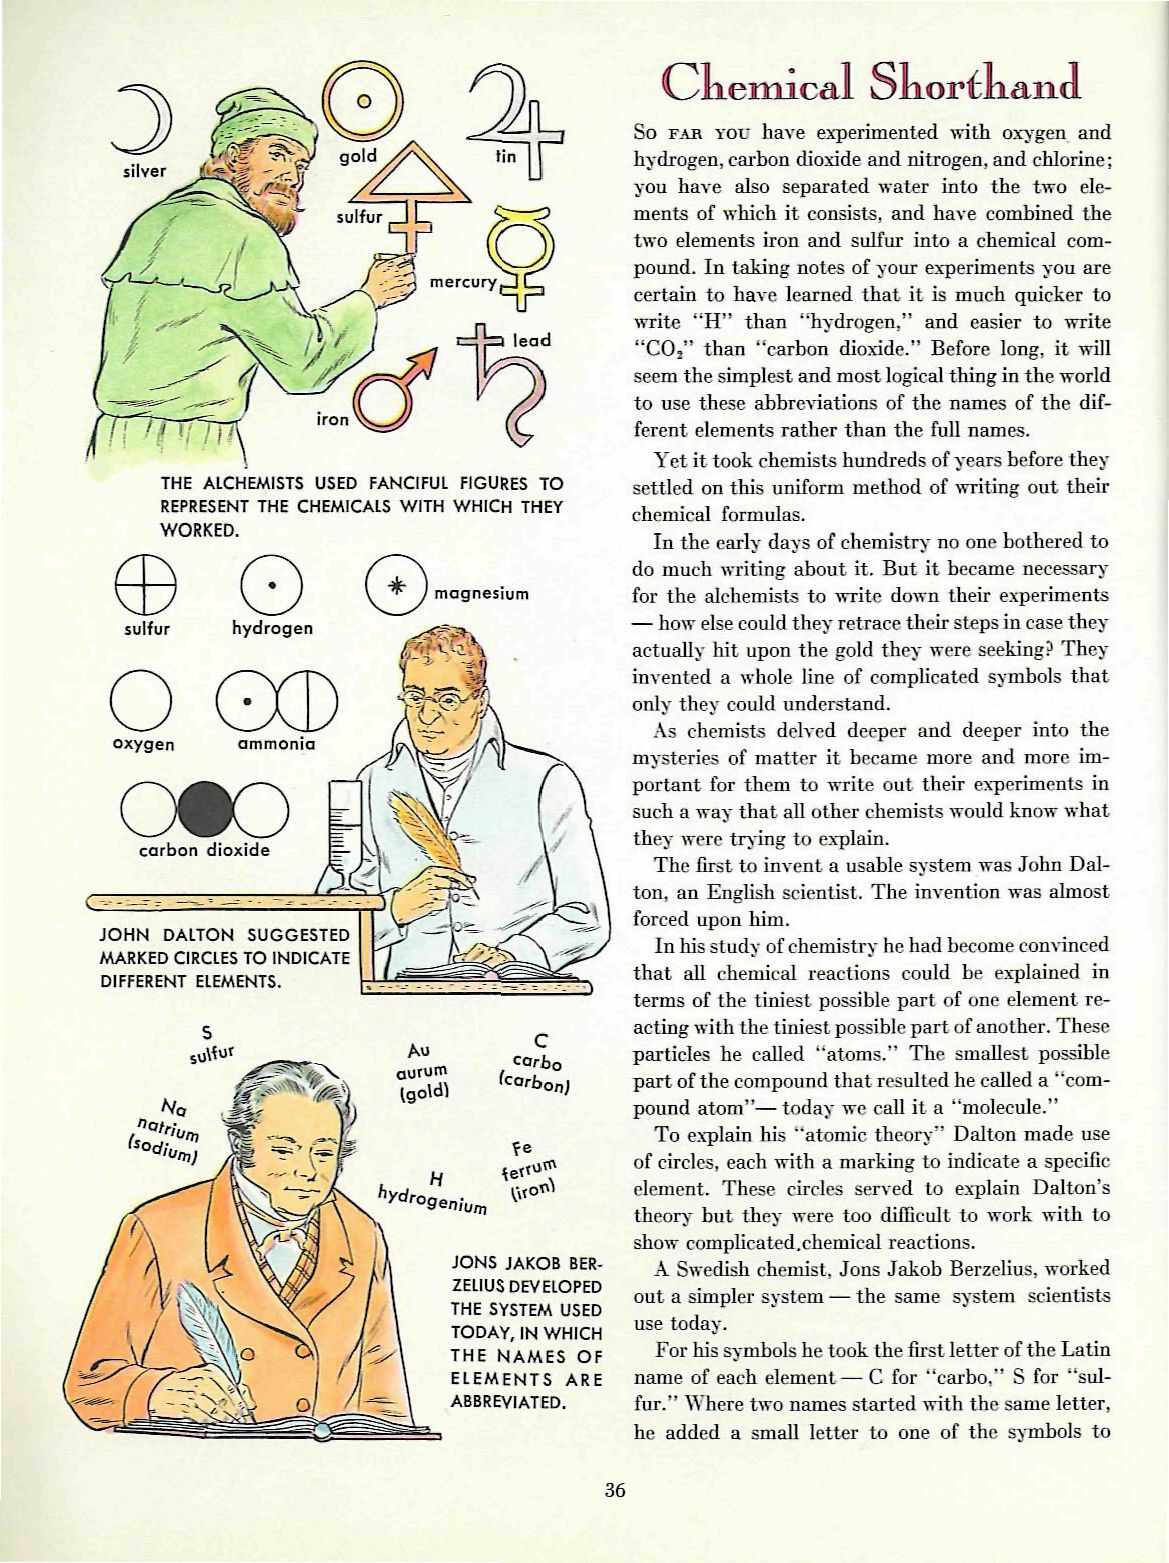 silver
gold
tin
sulfur
mercury
lead
iron
THE ALCHEMISTS USED FANCIFUL FIGURES TO
REPRESENT THE CHEMICALS WITH WHICH THEY
WORKED.
magnesium
sulfur
hydrogen
oxygen
ammonia
carbon dioxide
JOHN DALTON SUGGESTED
MARKED CIRCLES TO INDICATE
DIFFERENT ELEMENTS.
S
sulfur
Au
aurum
(gold)
C
carbo
(carbon)
Na
natrium
(sodium)
H
hydrogenium
Fe
ferrum
(iron)
JONS JAKOB BER-
ZELIUS DEVELOPED
THE SYSTEM USED
TODAY, IN WHICH
THE NAMES OF
ELEMENTS ARE
ABBREVIATED.
Chemical Shorthand
SO FAR YOU have experimented with oxygen and
hydrogen, carbon dioxide and nitrogen, and chlorine;
you have also separated water into the two ele-
ments of which it consists, and have combined the
two elements iron and sulfur into a chemical com-
pound. In taking notes of your experiments you are
certain to have learned that it is much quicker to
write “H” than “hydrogen,” and easier to write
“CO₂” than “carbon dioxide.” Before long, it will
seem the simplest and most logical thing in the world
to use these abbreviations of the names of the dif-
ferent elements rather than the full names.
Yet it took chemists hundreds of years before they
settled on this uniform method of writing out their
chemical formulas.
In the early days of chemistry no one bothered to
do much writing about it. But it became necessary
for the alchemists to write down their experiments
— how else could they retrace their steps in case they
actually hit upon the gold they were seeking? They
invented a whole line of complicated symbols that
only they could understand.
As chemists delved deeper and deeper into the
mysteries of matter it became more and more im-
portant for them to write out their experiments in
such a way that all other chemists would know what
they were trying to explain.
The first to invent a usable system was John Dal-
ton, an English scientist. The invention was almost
forced upon him.
In his study of chemistry he had become convinced
that all chemical reactions could be explained in
terms of the tiniest possible part of one element re-
acting with the tiniest possible part of another. These
particles he called “atoms.” The smallest possible
part of the compound that resulted he called a “com-
pound atom”— today we call it a “molecule.”
To explain his “atomic theory” Dalton made use
of circles, each with a marking to indicate a specific
element. These circles served to explain Dalton’s
theory but they were too difficult to work with to
show complicated chemical reactions.
A Swedish chemist, Jons Jakob Berzelius, worked
out a simpler system — the same system scientists
use today.
For his symbols he took the first letter of the Latin
name of each element — C for “carbo,” S for “sul-
fur.” Where two names started with the same letter,
he added a small letter to one of the symbols to
36